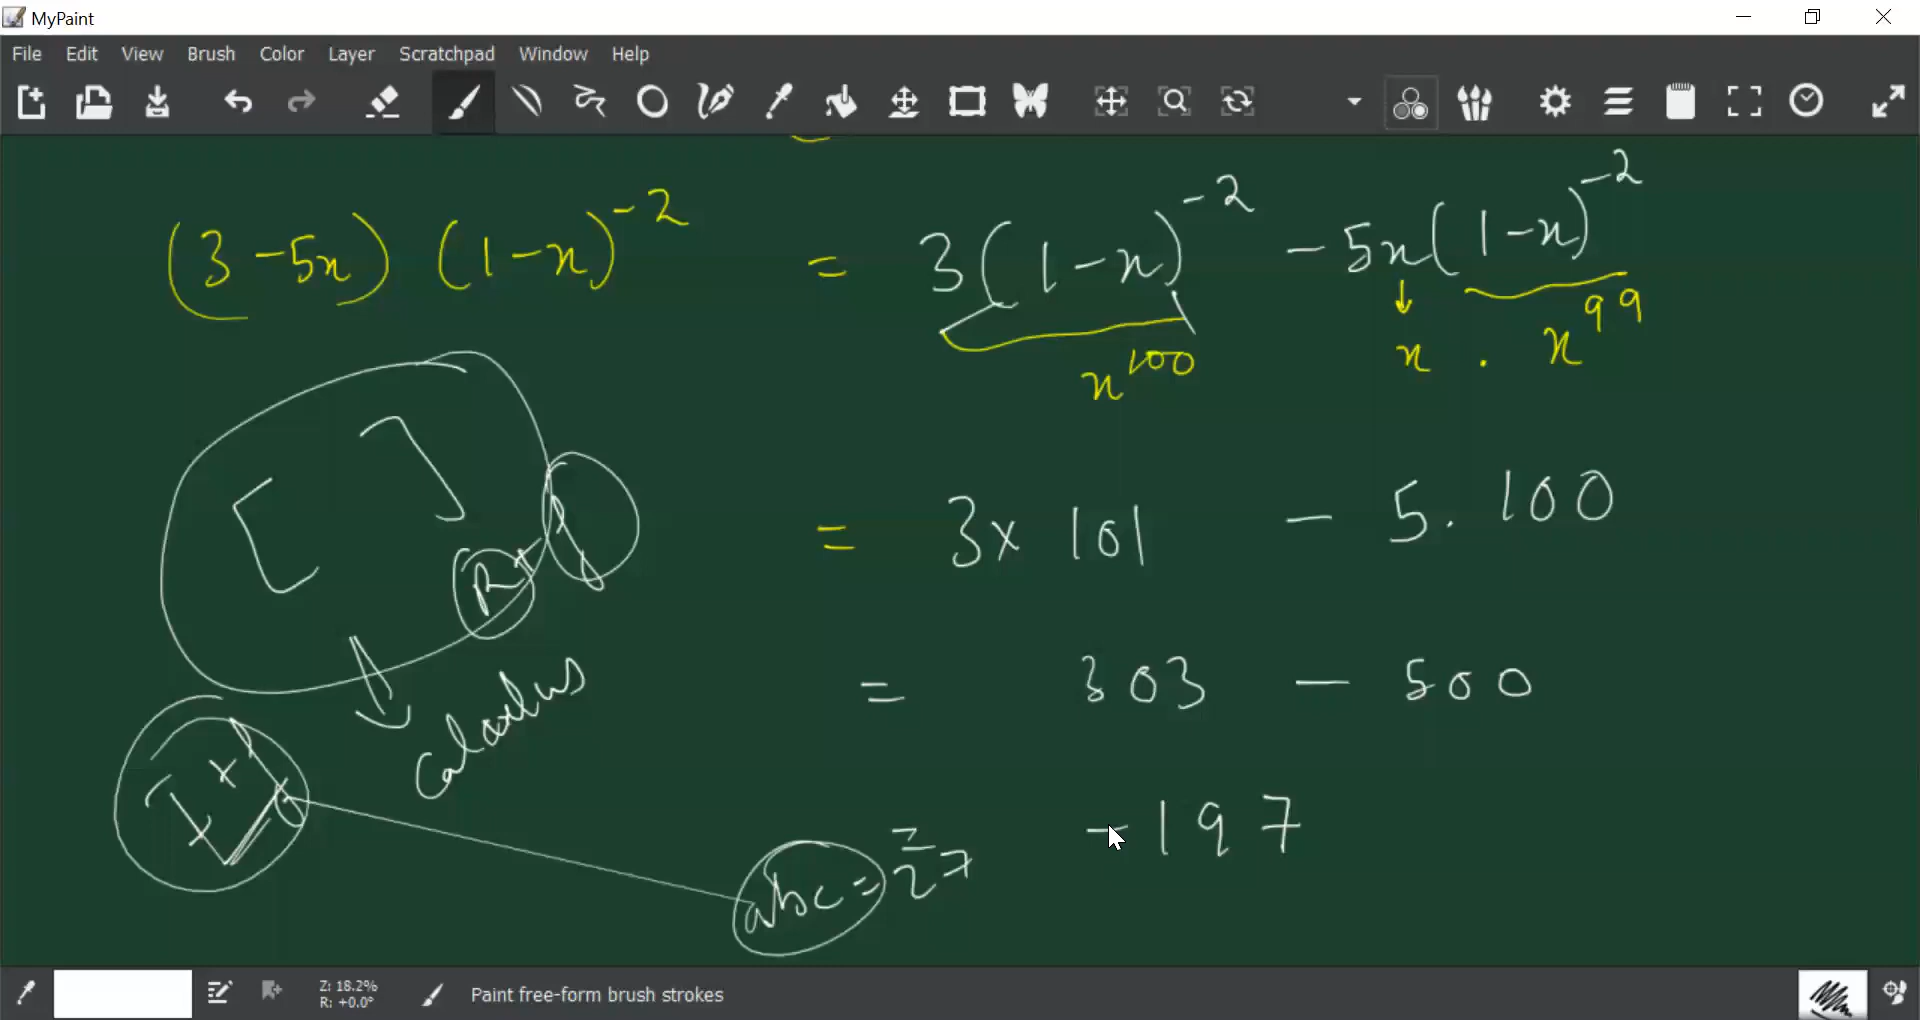 MyPaint
File Edit View Brush Color Layer Scratchpad Window Help
(3 - 5x) (1 - x)^-2 = 3(1 - x)^-2 - 5x(1 - x)^-2
x^100 x . x^99
= 3 x 101 - 5. 100
= 303 - 500
calculus
- 197
abc = 27
Z: 18.2%
R: +0.0°
Paint free-form brush strokes